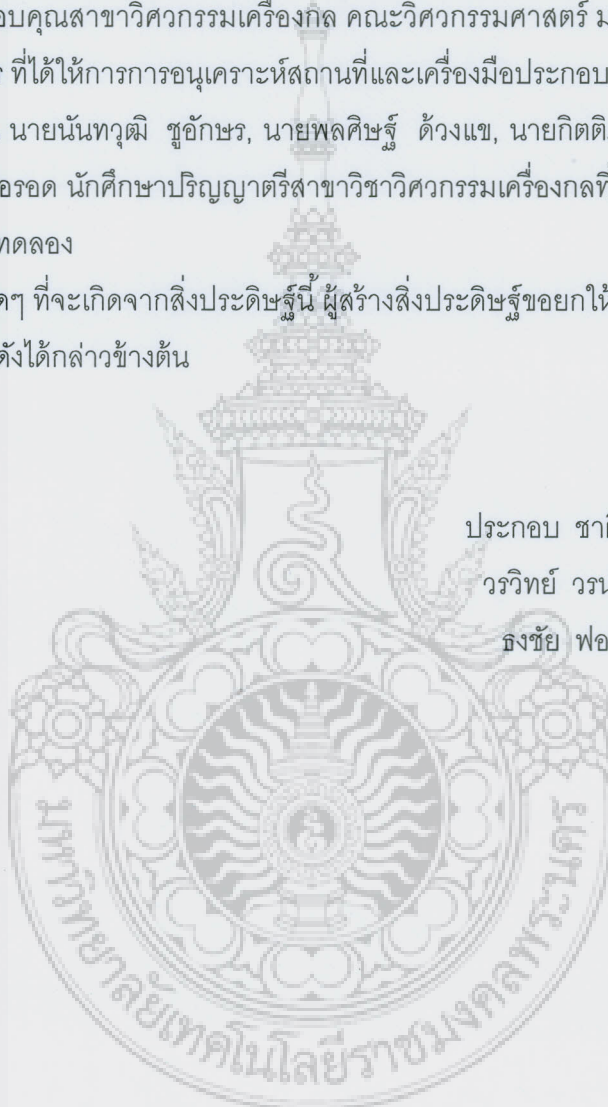 อบคุณสาขาวิศวกรรมเครื่องกล คณะวิศวกรรมศาสตร์ ม
ร ที่ได้ให้การการอนุเคราะห์สถานที่และเครื่องมือประกอบ
นายนันทวุฒิ ชูอักษร, นายพลศิษฐ์ ด้วงแข, นายกิตติ
อรอด นักศึกษาปริญญาตรีสาขาวิชาวิศวกรรมเครื่องกลที่
ทดลอง
ดๆ ที่จะเกิดจากสิ่งประดิษฐ์นี้ ผู้สร้างสิ่งประดิษฐ์ขอยกให้
ดังได้กล่าวข้างต้น
ประกอบ ชาติ
วรวิทย์ วรน
ธงชัย ฟอ
มหาวิทยาลัยเทคโนโลยีราชมงคลพระนคร